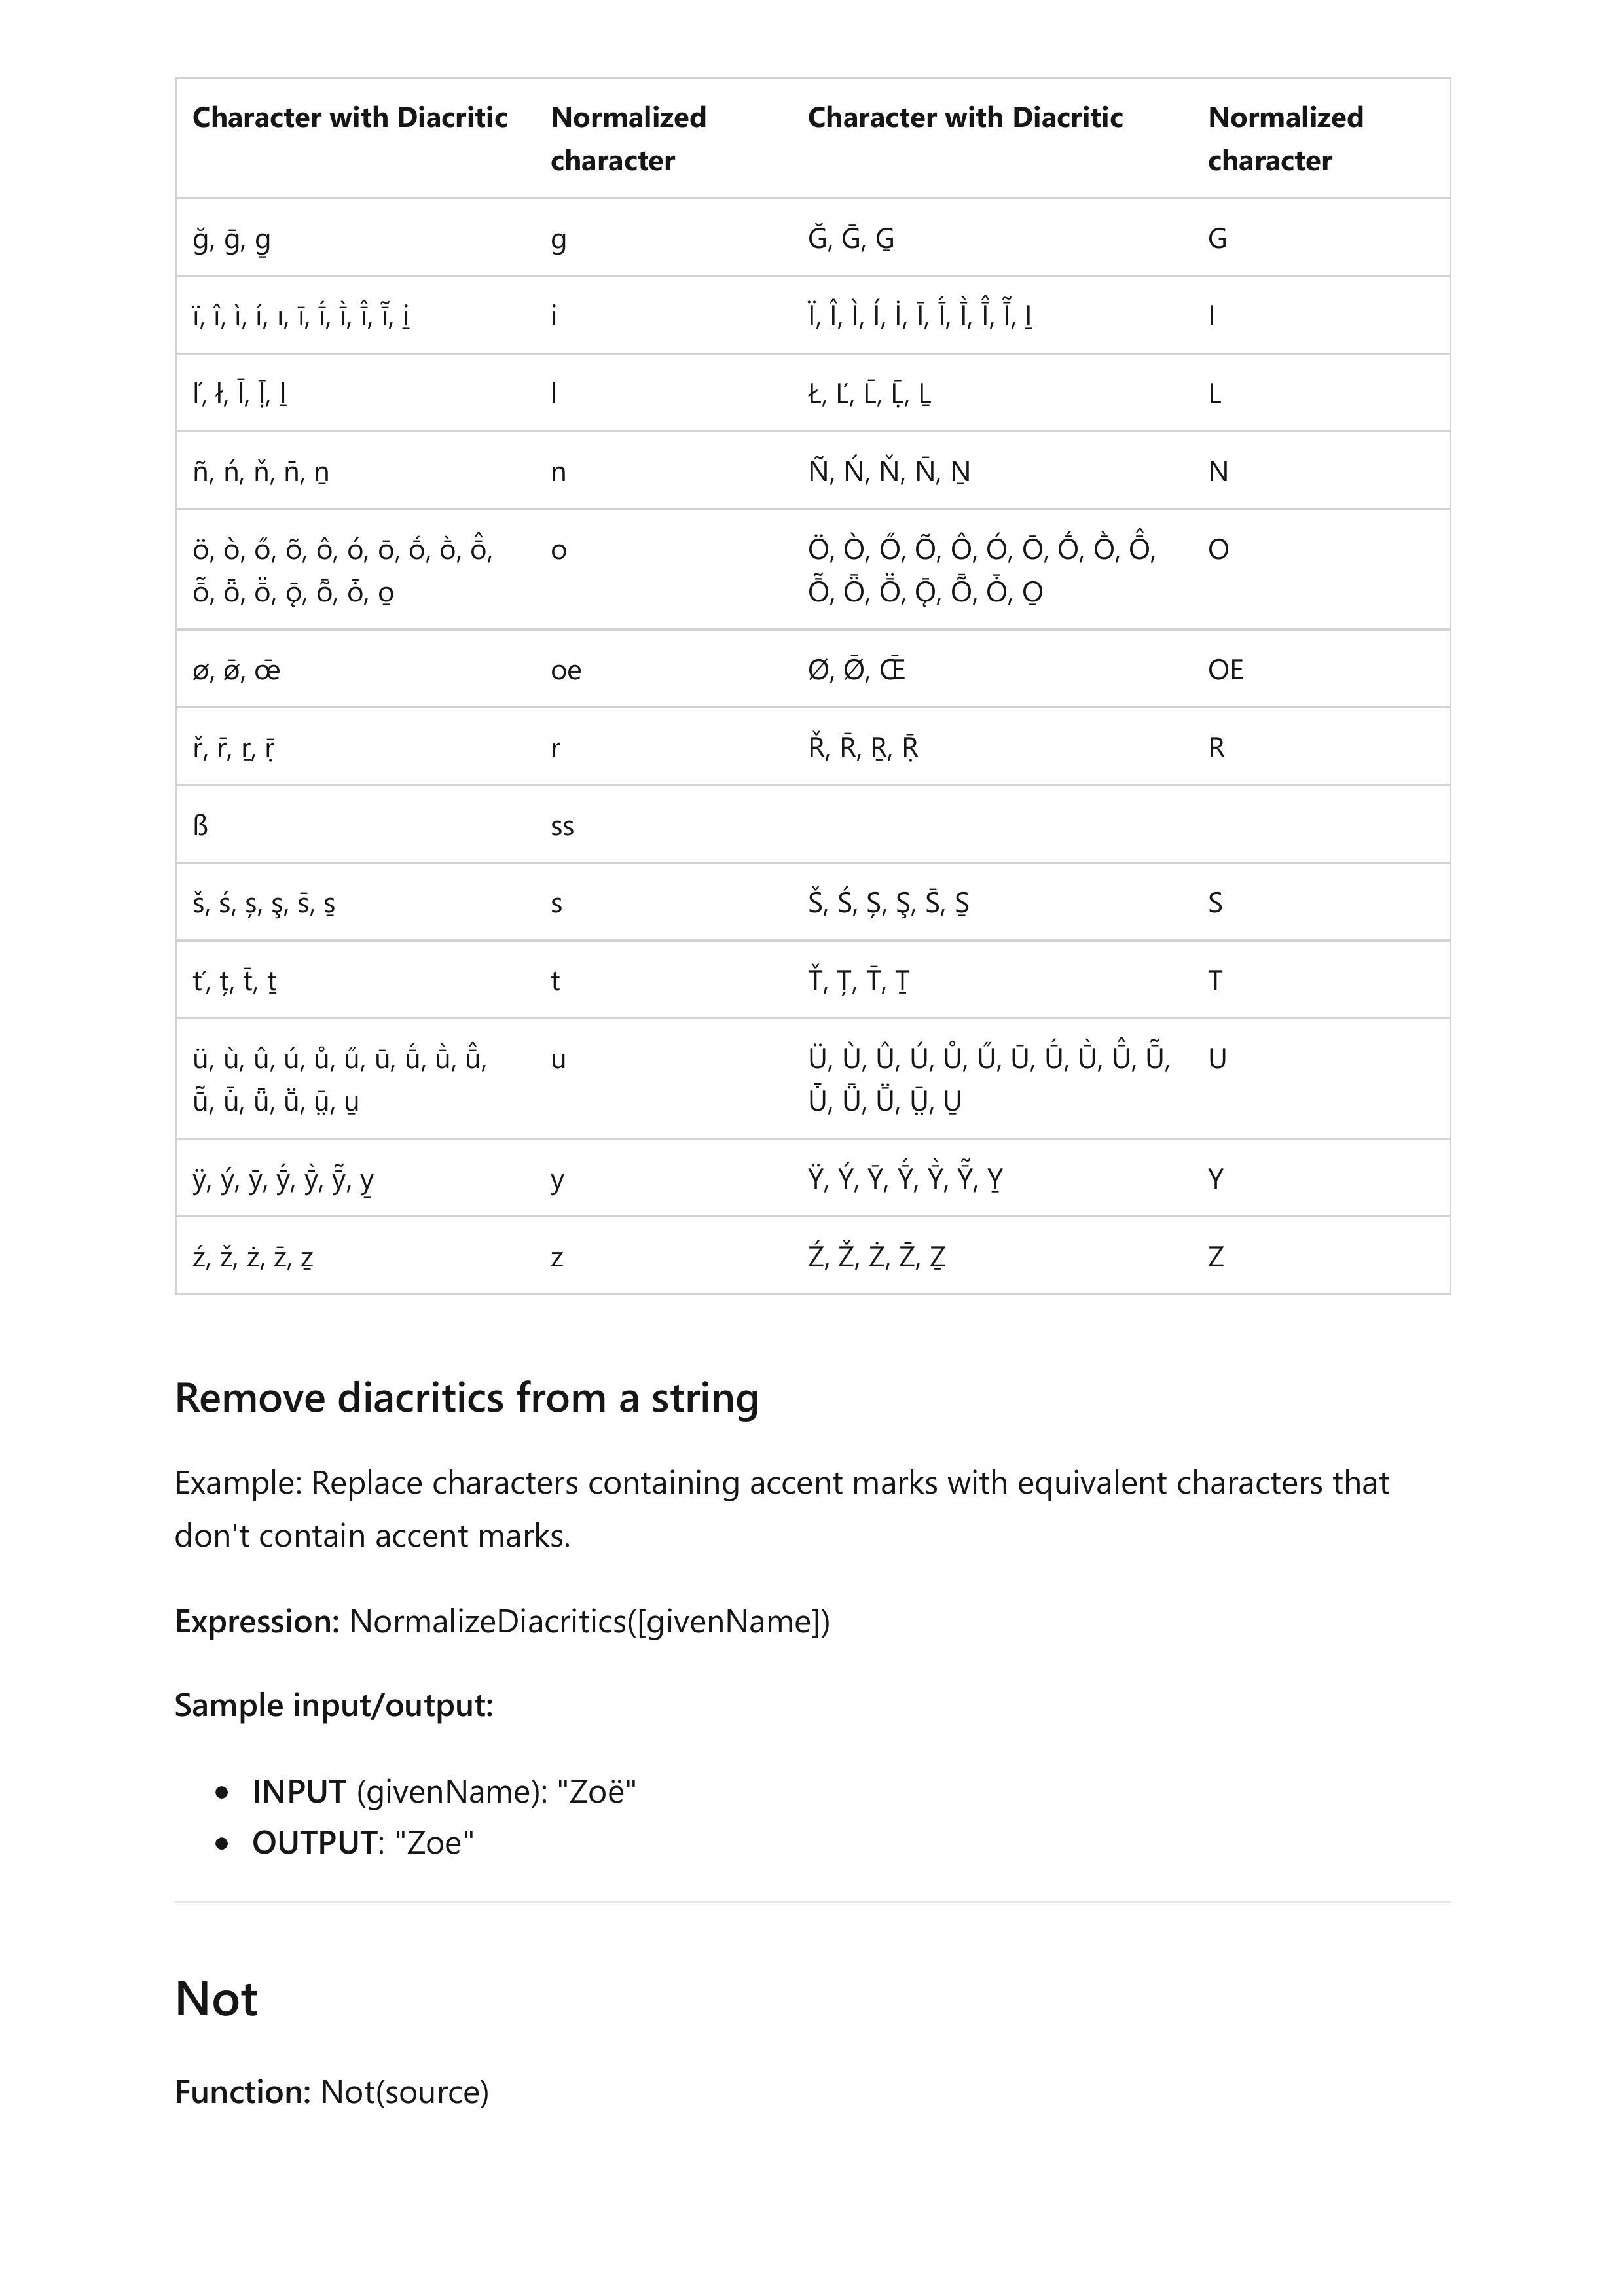 Character with Diacritic Normalized character Character with Diacritic Normalized character
ğ, ḡ, g̱ g Ğ, Ḡ, G̱ G
ï, î, ì, í, ı, ī, ī́, ī̀, ī̂, ī̃, i̱ i Ï, Î, Ì, Í, İ, Ī, Ī́, Ī̀, Ī̂, Ī̃, I̱ I
ľ, ł, l̄, ḹ, ḻ l Ł, Ľ, L̄, Ḹ, Ḻ L
ñ, ń, ň, n̄, ṉ n Ñ, Ń, Ň, N̄, Ṉ N
ö, ò, ő, õ, ô, ó, ō, ṓ, ṑ, ō̂, o Ö, Ò, Ő, Õ, Ô, Ó, Ō, Ṓ, Ṑ, Ō̂, O
ō̃, ȫ, ō̈, ǭ, ȭ, ȱ, o̱ Ō̃, Ȫ, Ō̈, Ǭ, Ȭ, Ȱ, O̱
ø, ø̄, œ̄ oe Ø, Ø̄, Œ̄ OE
ř, r̄, ṟ, ṝ r Ř, R̄, Ṟ, Ṝ R
ß ss
š, ś, ș, ş, s̄, s̱ s Š, Ś, Ș, Ş, S̄, S̱ S
ť, ț, t̄, ṯ t Ť, Ț, T̄, Ṯ T
ü, ù, û, ú, ů, ű, ū, ū́, ū̀, ū̂, u Ü, Ù, Û, Ú, Ů, Ű, Ū, Ū́, Ū̀, Ū̂, Ū̃, U
ū̃, u̇̄, ǖ, ṻ, ṳ̄, u̱ U̇̄, Ǖ, Ṻ, Ṳ̄, U̱
ÿ, ý, ȳ, ȳ́, ȳ̀, ȳ̃, y̱ y Ÿ, Ý, Ȳ, Ȳ́, Ȳ̀, Ȳ̃, Y̱ Y
ź, ž, ż, z̄, ẕ z Ź, Ž, Ż, Z̄, Ẕ Z
Remove diacritics from a string
Example: Replace characters containing accent marks with equivalent characters that
don't contain accent marks.
Expression: NormalizeDiacritics([givenName])
Sample input/output:
• INPUT (givenName): "Zoë"
• OUTPUT: "Zoe"
Not
Function: Not(source)